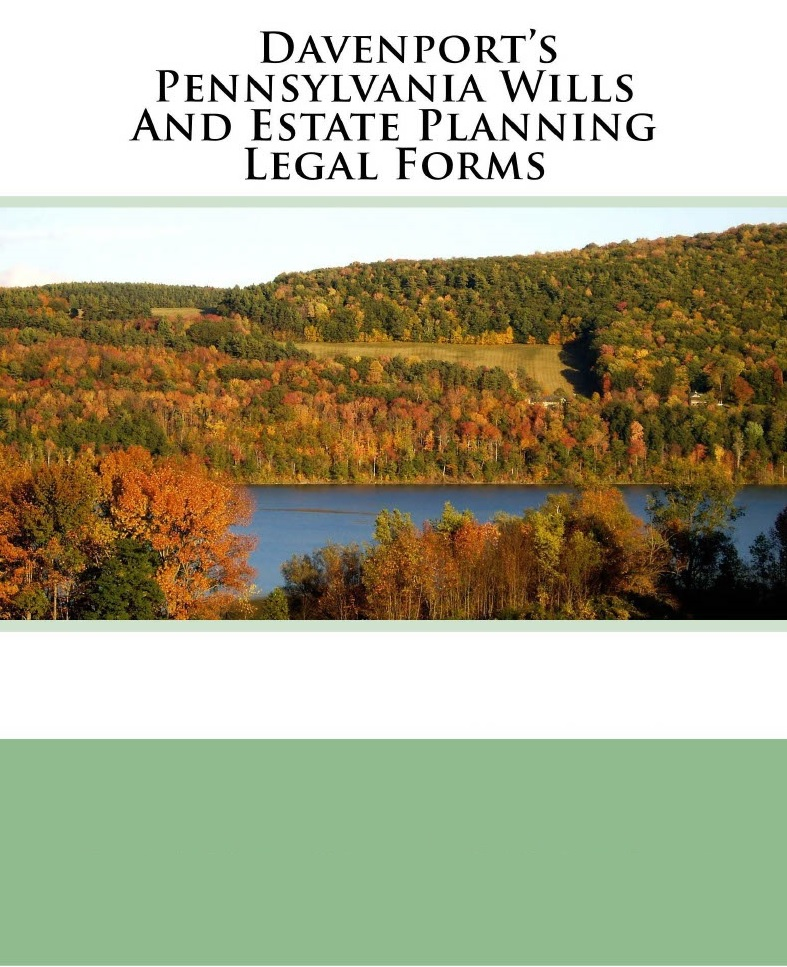 Davenport's
Pennsylvania Wills
And Estate Planning
Legal Forms